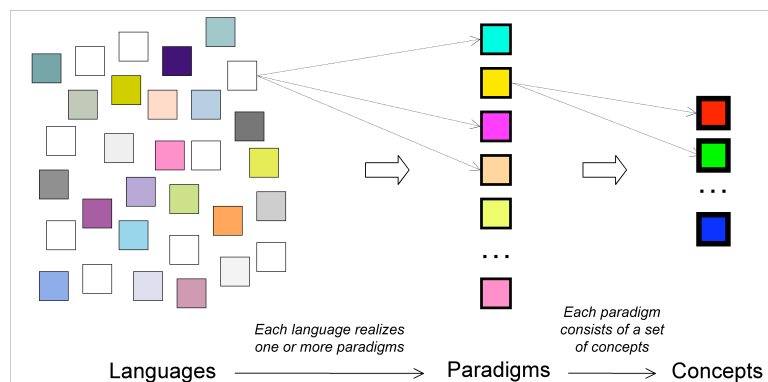 ...
...
Each language realizes
one or more paradigms
Each paradigm
consists of a set
of concepts
Languages
Paradigms
Concepts